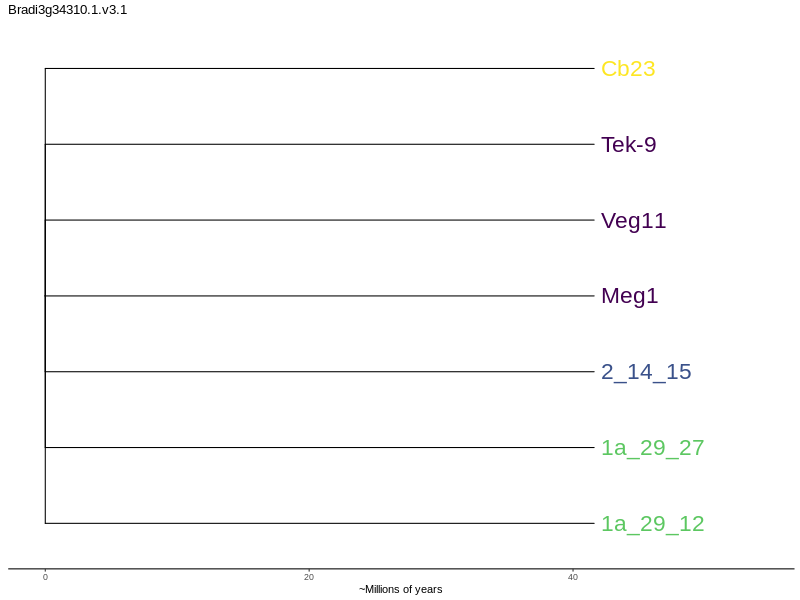 Bradi3g34310.1.v3.1
Cb23
Tek-9
Veg11
Meg1
2_14_15
1a_29_27
1a_29_12
0 20 40
~Millions of years